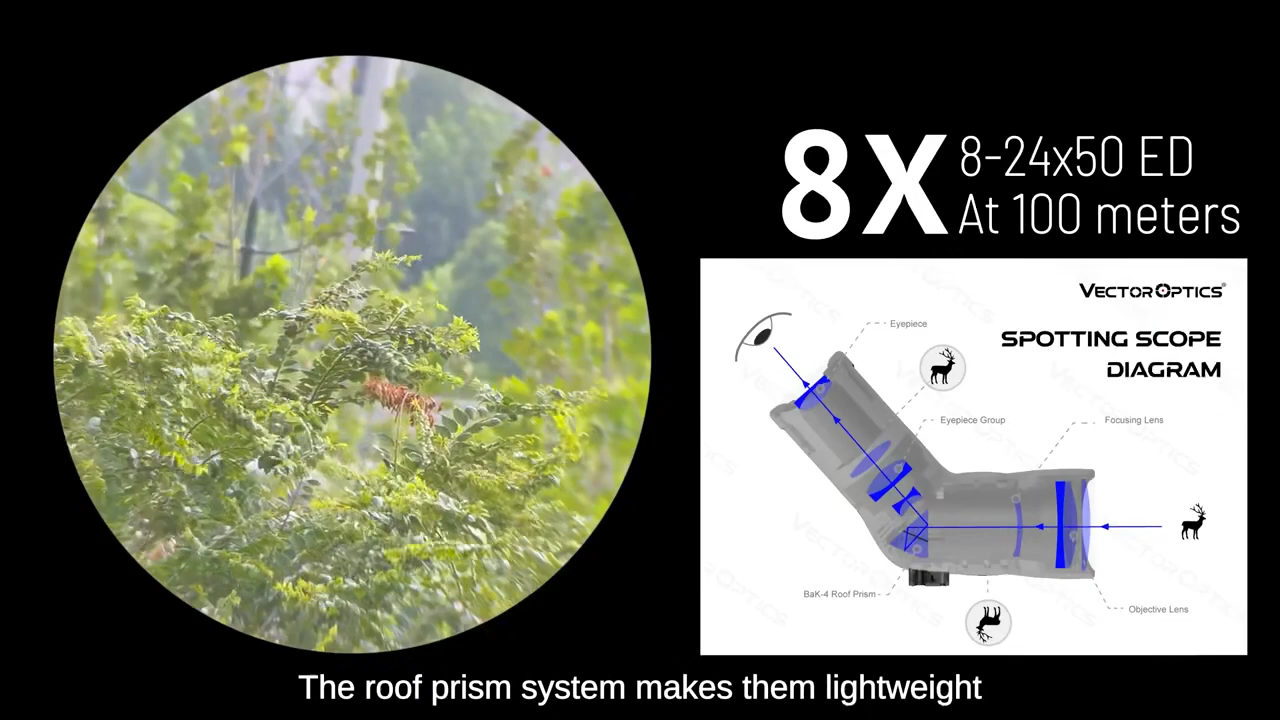 8X
8-24x50 ED
At 100 meters
VECTOR OPTICS®
SPOTTING SCOPE
DIAGRAM
Eyepiece
Eyepiece Group
Focusing Lens
BaK-4 Roof Prism
Objective Lens
The roof prism system makes them lightweight